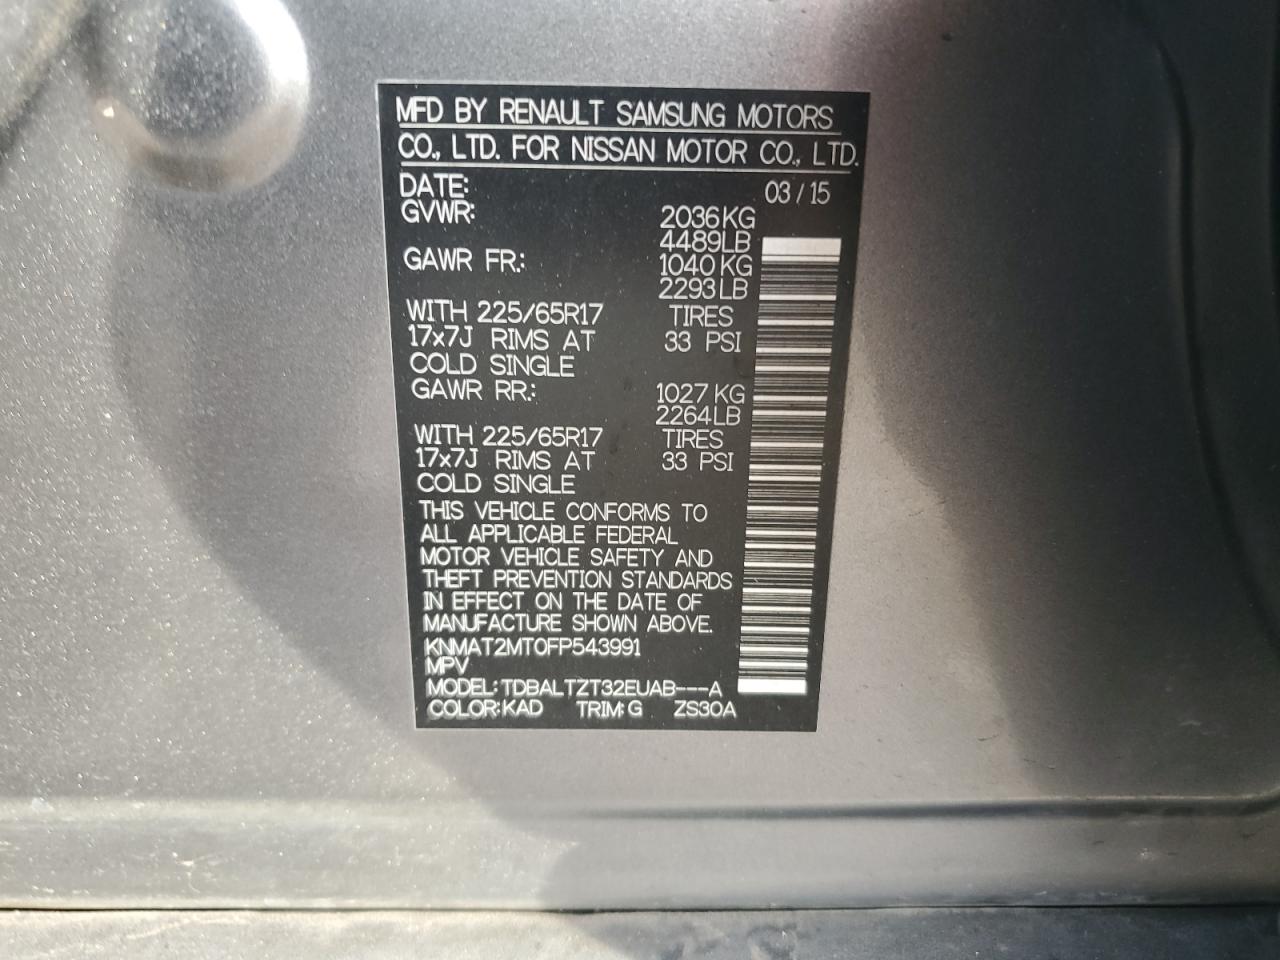 MFD BY RENAULT SAMSUNG MOTORS
CO., LTD. FOR NISSAN MOTOR CO., LTD.
DATE: 03 / 15
GVWR: 2036 KG
4489LB
GAWR FR.: 1040 KG
2293 LB
WITH 225/65R17 TIRES
17x7J RIMS AT 33 PSI
COLD SINGLE
GAWR RR.: 1027 KG
2264 LB
WITH 225/65R17 TIRES
17x7J RIMS AT 33 PSI
COLD SINGLE
THIS VEHICLE CONFORMS TO
ALL APPLICABLE FEDERAL
MOTOR VEHICLE SAFETY AND
THEFT PREVENTION STANDARDS
IN EFFECT ON THE DATE OF
MANUFACTURE SHOWN ABOVE.
KNMAT2MT0FP543991
MPV
MODEL: TDBALTZT32EUAB---A
COLOR: KAD TRIM: G ZS30A